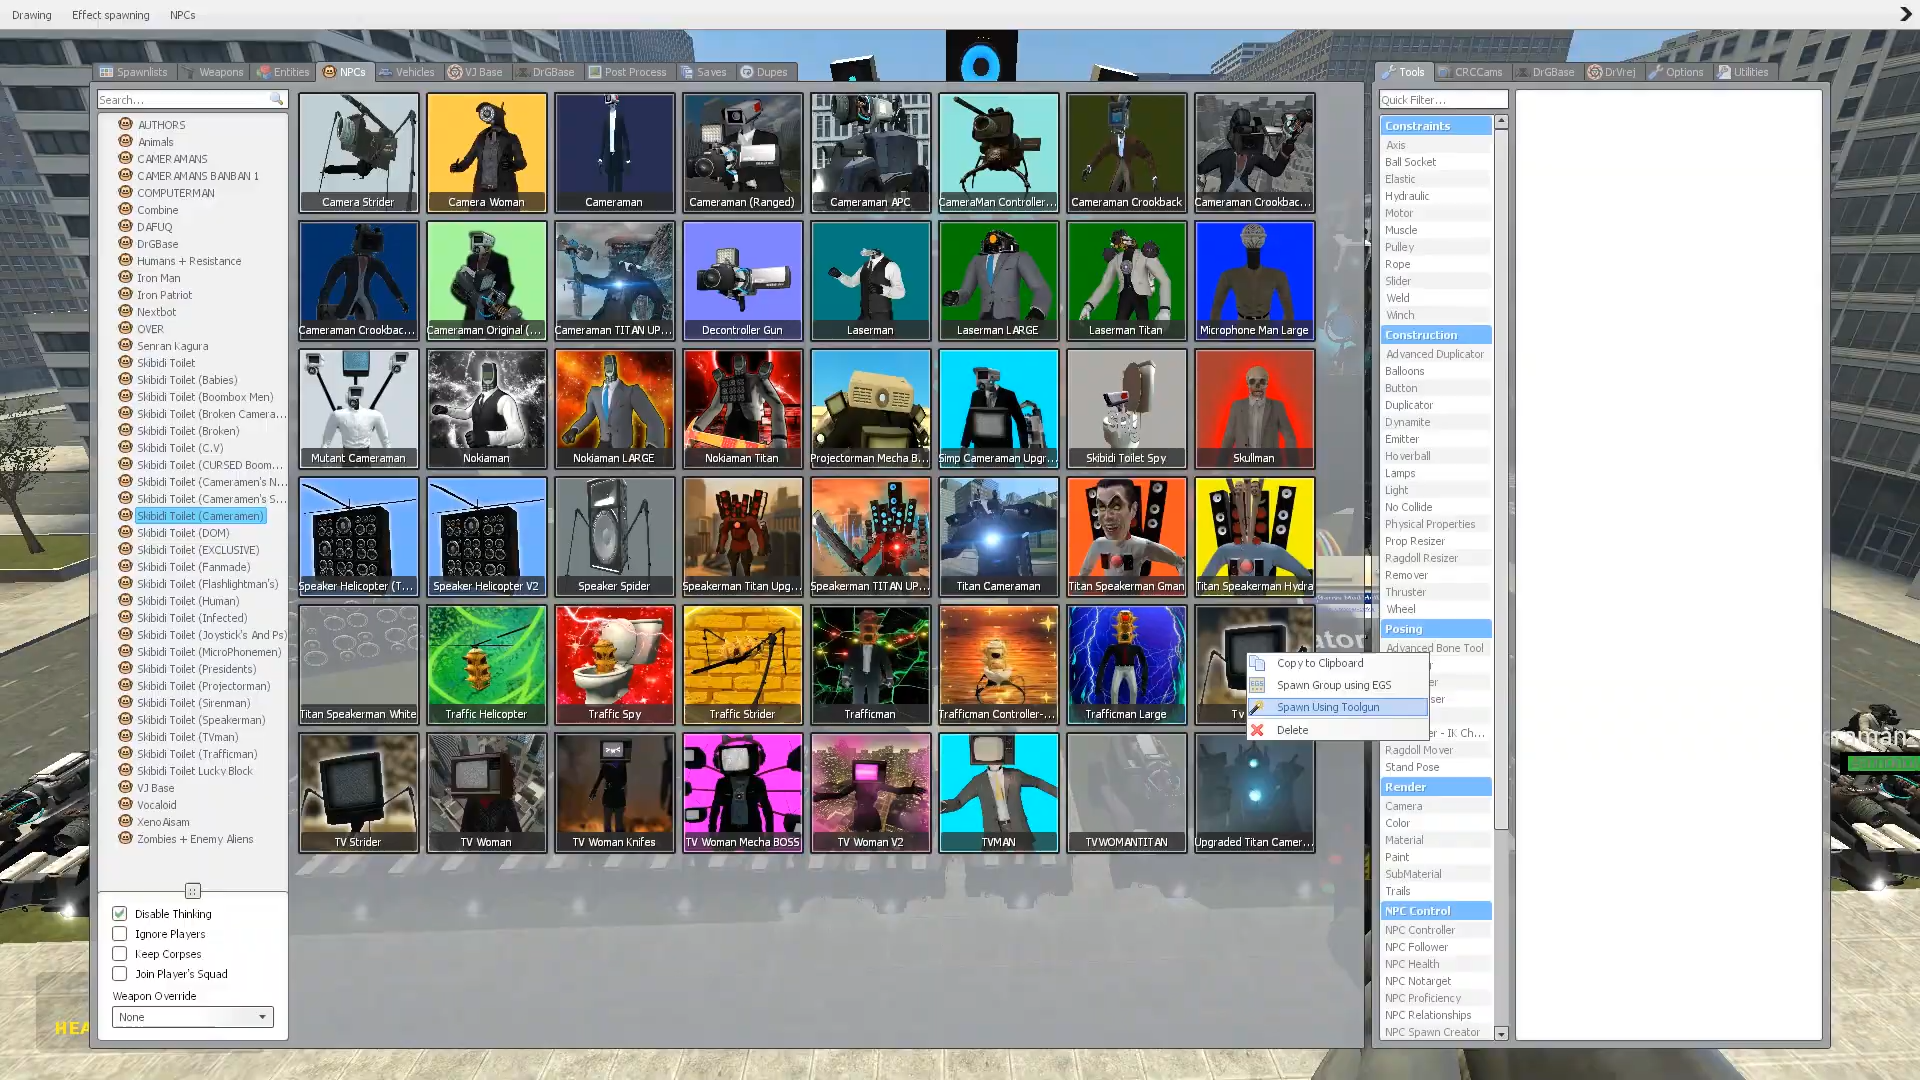 Drawing Effect spawning NPCs
Spawnlists Weapons Entities NPCs Vehicles VJ Base DrGBase Post Process Saves Dupes
Search...
AUTHORS
Animals
CAMERAMANS
CAMERAMANS BANBAN 1
COMPUTERMAN
Combine
DAFUQ
DrGBase
Humans + Resistance
Iron Man
Iron Patriot
Nextbot
OVER
Senran Kagura
Skibidi Toilet
Skibidi Toilet (Babies)
Skibidi Toilet (Boombox Men)
Skibidi Toilet (Broken Camera...
Skibidi Toilet (Broken)
Skibidi Toilet (C.V)
Skibidi Toilet (CURSED Boom...
Skibidi Toilet (Cameramen's N...
Skibidi Toilet (Cameramen's S...
Skibidi Toilet (Cameramen)
Skibidi Toilet (DOM)
Skibidi Toilet (EXCLUSIVE)
Skibidi Toilet (Fanmade)
Skibidi Toilet (Flashlightman's)
Skibidi Toilet (Human)
Skibidi Toilet (Infected)
Skibidi Toilet (Joystick's And Ps)
Skibidi Toilet (MicroPhonemen)
Skibidi Toilet (Presidents)
Skibidi Toilet (Projectorman)
Skibidi Toilet (Sirenman)
Skibidi Toilet (Speakerman)
Skibidi Toilet (TVman)
Skibidi Toilet (Trafficman)
Skibidi Toilet Lucky Block
VJ Base
Vocaloid
XenoAisam
Zombies + Enemy Aliens
Disable Thinking
Ignore Players
Keep Corpses
Join Player's Squad
Weapon Override
None
HEA
Camera Strider Camera Woman Cameraman Cameraman (Ranged) Cameraman APC CameraMan Controller... Cameraman Crookback Cameraman Crookbac...
Cameraman Crookbac... Cameraman Original (... Cameraman TITAN UP... Decontroller Gun Laserman Laserman LARGE Laserman Titan Microphone Man Large
Mutant Cameraman Nokiaman Nokiaman LARGE Nokiaman Titan Projectorman Mecha B... Simp Cameraman Upgr... Skibidi Toilet Spy Skullman
Speaker Helicopter (T... Speaker Helicopter V2 Speaker Spider Speakerman Titan Upg... Speakerman TITAN UP... Titan Cameraman Titan Speakerman Gman Titan Speakerman Hydra
Titan Speakerman White Traffic Helicopter Traffic Spy Traffic Strider Trafficman Trafficman Controller-... Trafficman Large Tv
TV Strider TV Woman TV Woman Knifes TV Woman Mecha BOSS TV Woman V2 TVMAN TVWOMANTITAN Upgraded Titan Camer...
Copy to Clipboard
Spawn Group using EGS
Spawn Using Toolgun
Delete
ator
Tools CRCCams DrGBase DrVrej Options Utilities
Quick Filter...
Constraints
Axis
Ball Socket
Elastic
Hydraulic
Motor
Muscle
Pulley
Rope
Slider
Weld
Winch
Construction
Advanced Duplicator
Balloons
Button
Duplicator
Dynamite
Emitter
Hoverball
Lamps
Light
No Collide
Physical Properties
Prop Resizer
Ragdoll Resizer
Remover
Thruster
Wheel
Posing
Advanced Bone Tool
r
er
ser
er - IK Ch...
Ragdoll Mover
Stand Pose
Render
Camera
Color
Material
Paint
SubMaterial
Trails
NPC Control
NPC Controller
NPC Follower
NPC Health
NPC Notarget
NPC Proficiency
NPC Relationships
NPC Spawn Creator